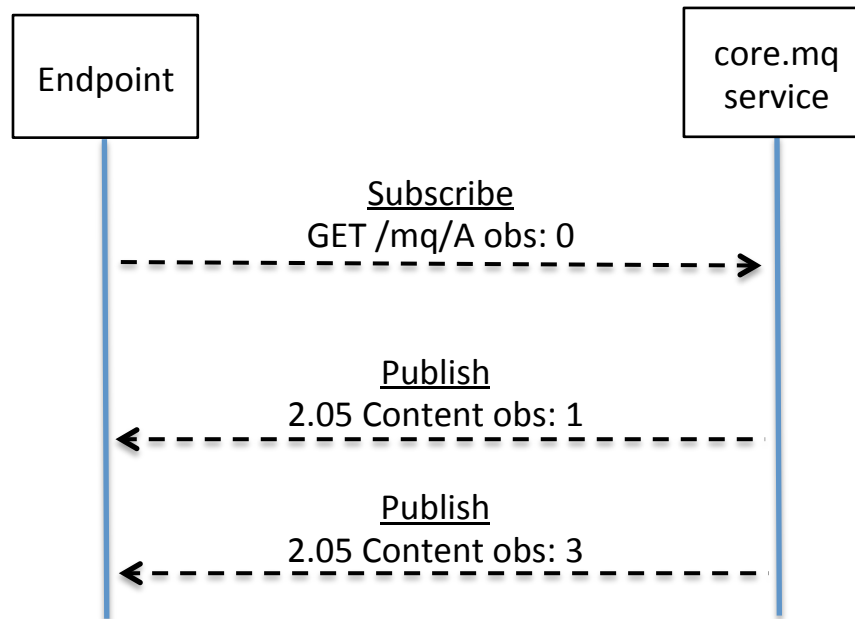 Endpoint
core.mq
service
Subscribe
GET /mq/A obs: 0
Publish
2.05 Content obs: 1
Publish
2.05 Content obs: 3